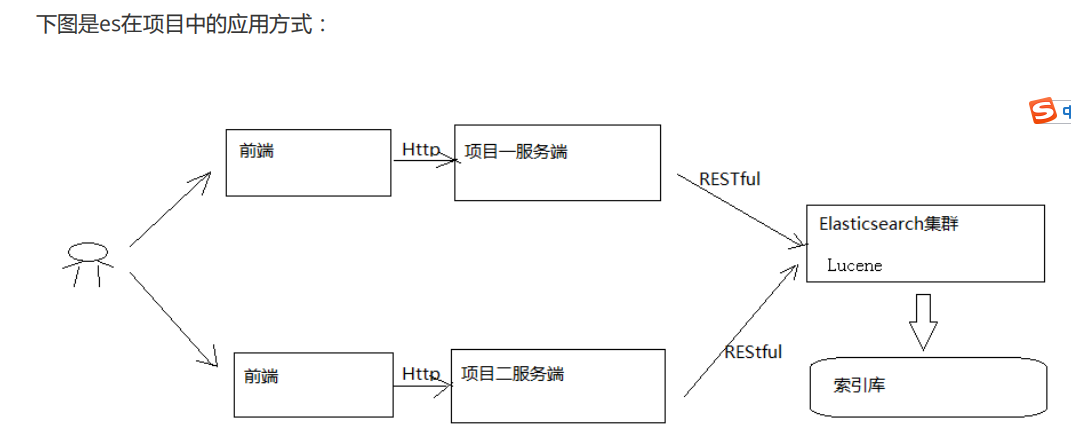 下图是es在项目中的应用方式：
前端
Http
项目一服务端
RESTful
Elasticsearch集群
Lucene
索引库
前端
Http
项目二服务端
REStful